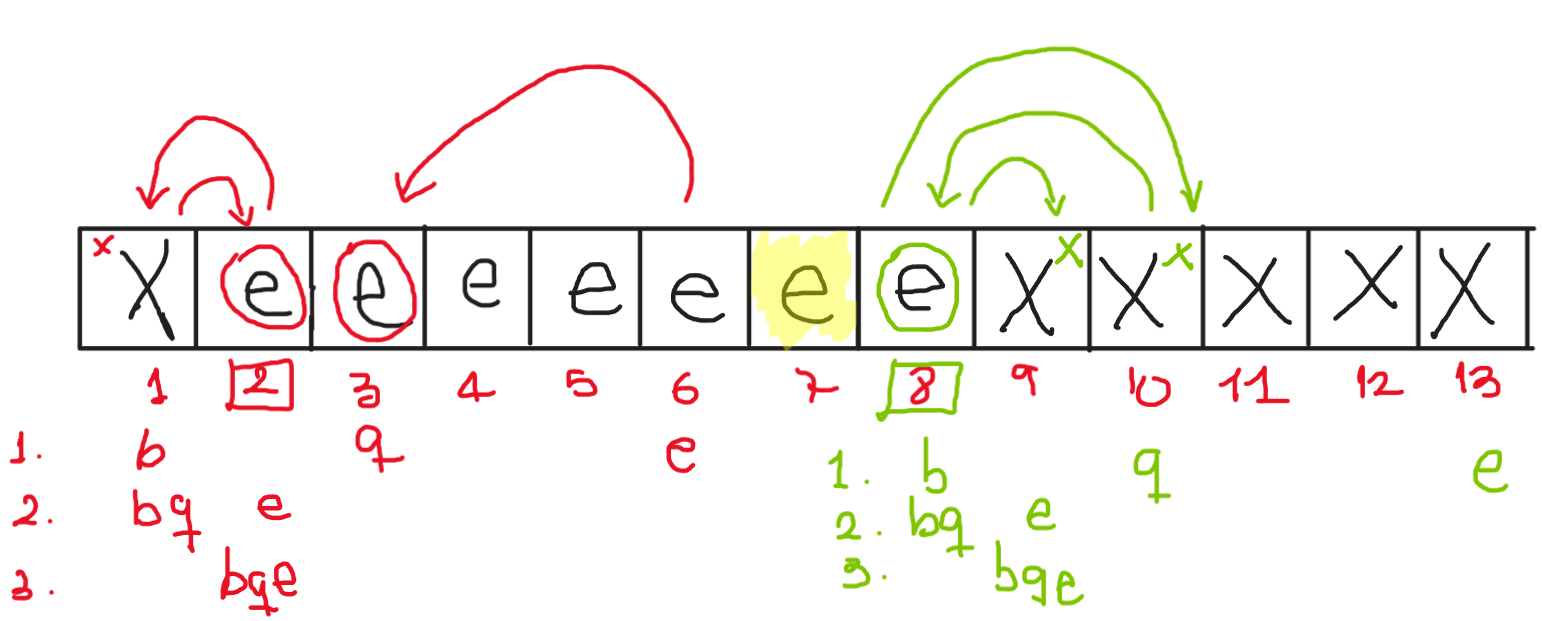 x X e e e e e e e X x X x X X X
1 2 3 4 5 6 7 8 9 10 11 12 13
1. b q e 1. b q e
2. bq e 2. bq e
3. bqe 3. bqe